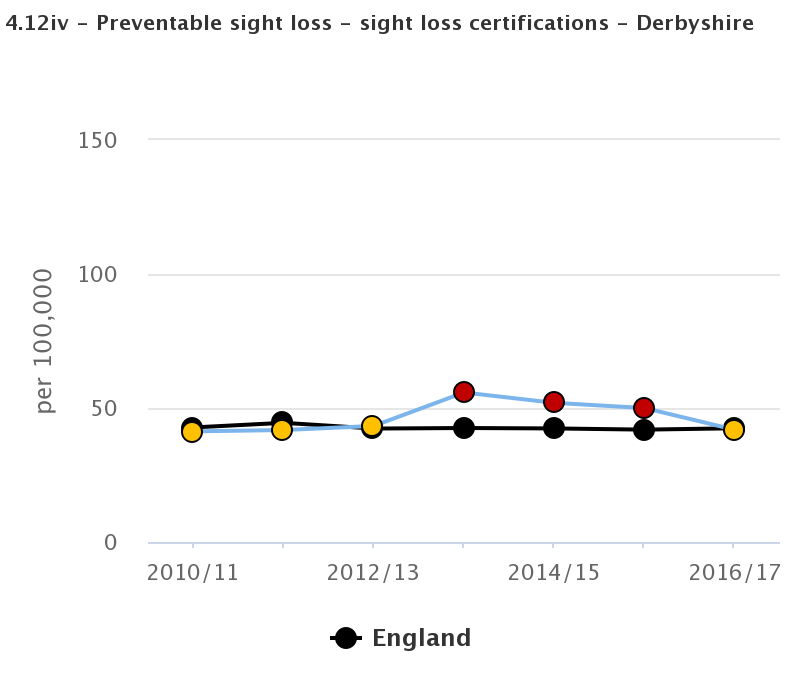 4.12iv – Preventable sight loss – sight loss certifications – Derbyshire
150
100
50
0
per 100,000
2010/11
2012/13
2014/15
2016/17
England